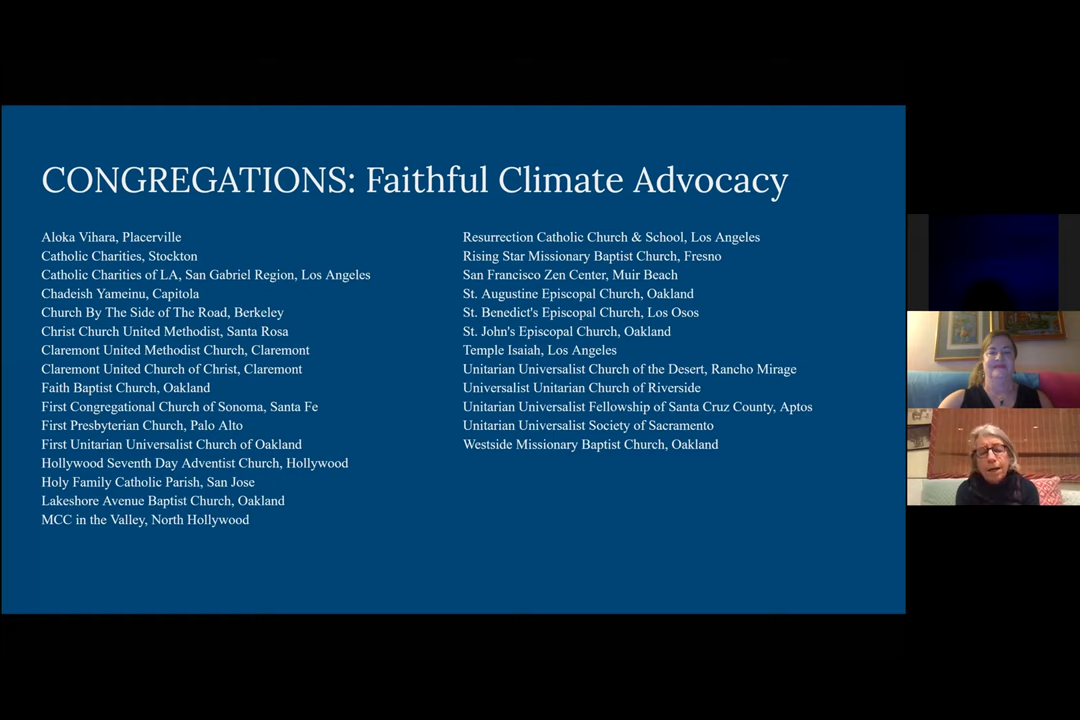 CONGREGATIONS: Faithful Climate Advocacy
Aloka Vihara, Placerville
Catholic Charities, Stockton
Catholic Charities of LA, San Gabriel Region, Los Angeles
Chadeish Yameinu, Capitola
Church By The Side of The Road, Berkeley
Christ Church United Methodist, Santa Rosa
Claremont United Methodist Church, Claremont
Claremont United Church of Christ, Claremont
Faith Baptist Church, Oakland
First Congregational Church of Sonoma, Santa Fe
First Presbyterian Church, Palo Alto
First Unitarian Universalist Church of Oakland
Hollywood Seventh Day Adventist Church, Hollywood
Holy Family Catholic Parish, San Jose
Lakeshore Avenue Baptist Church, Oakland
MCC in the Valley, North Hollywood
Resurrection Catholic Church & School, Los Angeles
Rising Star Missionary Baptist Church, Fresno
San Francisco Zen Center, Muir Beach
St. Augustine Episcopal Church, Oakland
St. Benedict's Episcopal Church, Los Osos
St. John's Episcopal Church, Oakland
Temple Isaiah, Los Angeles
Unitarian Universalist Church of the Desert, Rancho Mirage
Universalist Unitarian Church of Riverside
Unitarian Universalist Fellowship of Santa Cruz County, Aptos
Unitarian Universalist Society of Sacramento
Westside Missionary Baptist Church, Oakland